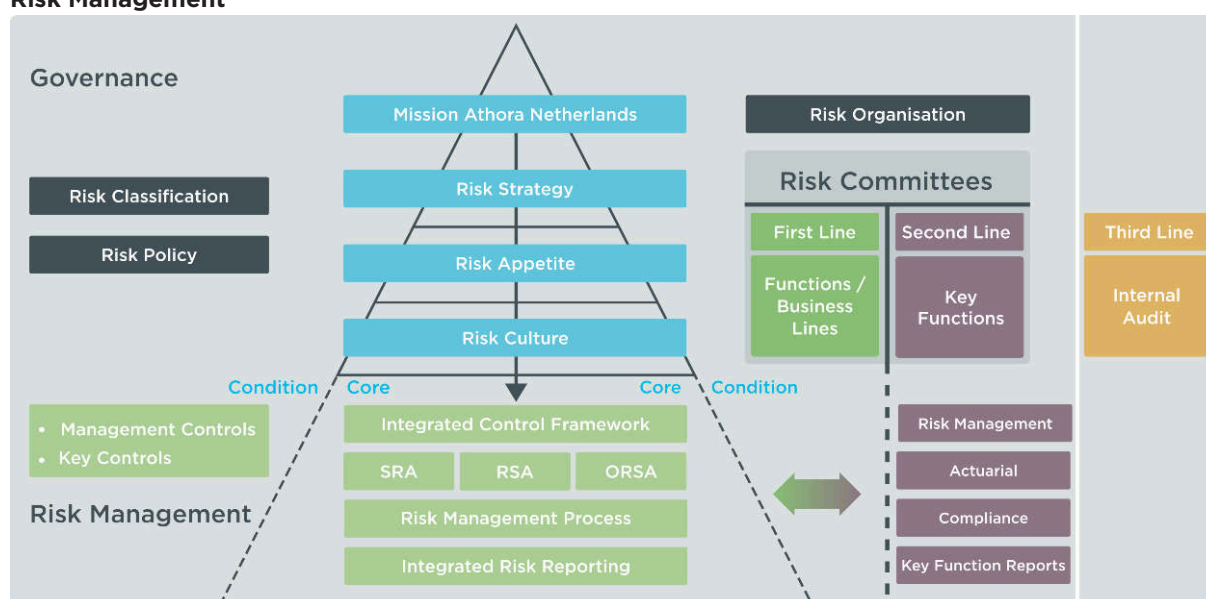 Risk Management
Governance
Mission Athora Netherlands
Risk Organisation
Risk Classification
Risk Strategy
Risk Committees
Risk Policy
Risk Appetite
First Line
Second Line
Third Line
Functions /
Business
Lines
Key
Functions
Internal
Audit
Risk Culture
Condition
Core
Core
Condition
• Management Controls
• Key Controls
Integrated Control Framework
Risk Management
SRA
RSA
ORSA
Actuarial
Risk Management
Risk Management Process
Compliance
Integrated Risk Reporting
Key Function Reports